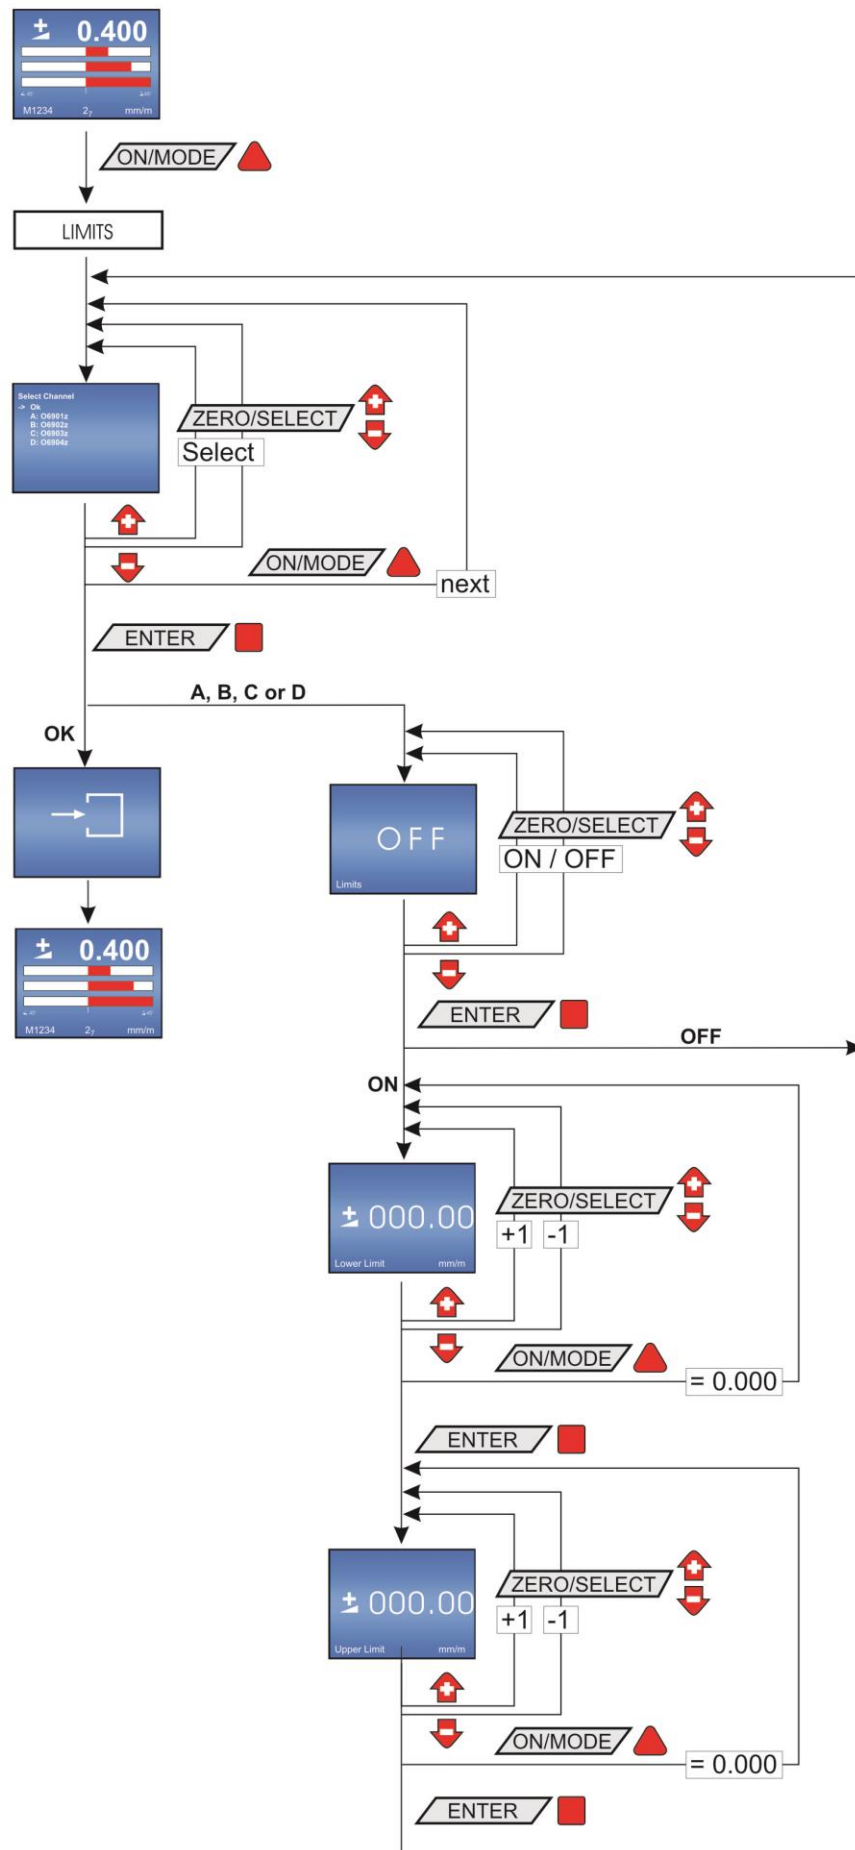 0.400
M1234 2₇ mm/m
ON/MODE
LIMITS
Select Channel
-> Ok
A: O6901z
B: O6902z
C: O6903z
D: O6904z
ZERO/SELECT
Select
ON/MODE
next
ENTER
A, B, C or D
OK
OFF
Limits
ZERO/SELECT
ON / OFF
0.400
M1234 2₇ mm/m
ENTER
OFF
ON
± 000.00
Lower Limit mm/m
ZERO/SELECT
+1 -1
ON/MODE
= 0.000
ENTER
± 000.00
Upper Limit mm/m
ZERO/SELECT
+1 -1
ON/MODE
= 0.000
ENTER